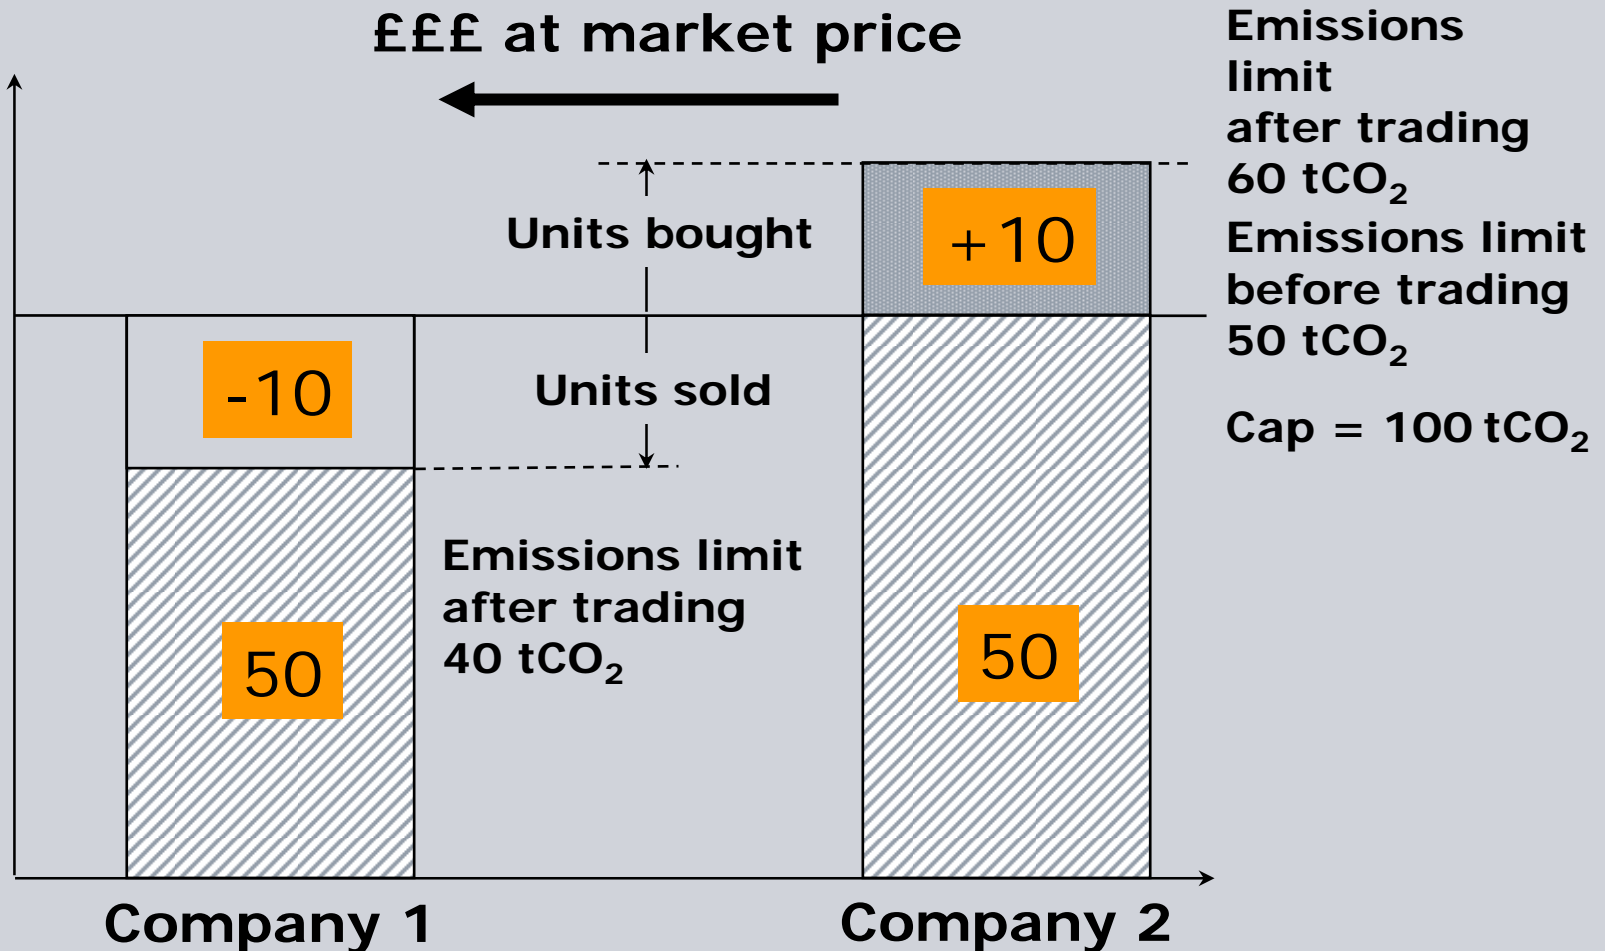 £££ at market price
Emissions
limit
after trading
60 tCO₂
Emissions limit
before trading
50 tCO₂
Cap = 100 tCO₂
Units bought
+10
-10
Units sold
Emissions limit
after trading
40 tCO₂
50
50
Company 1
Company 2